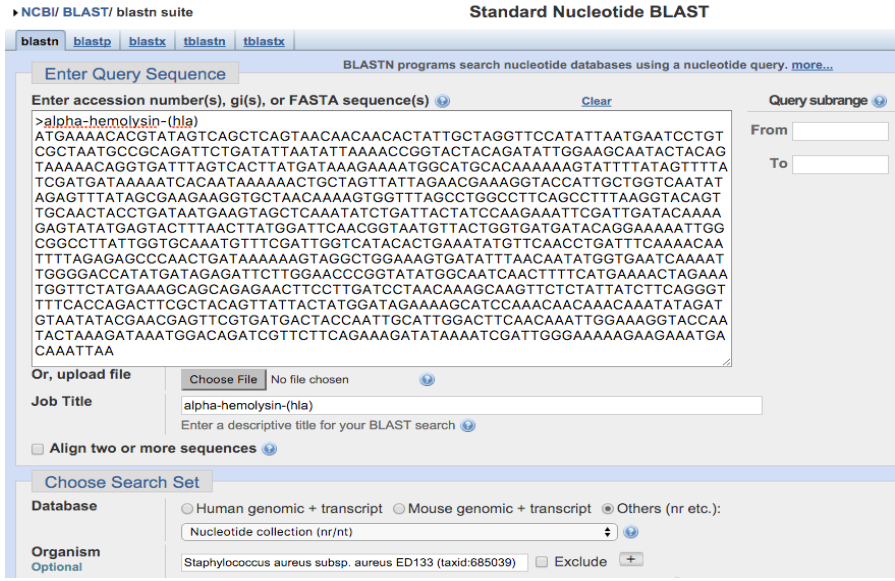 NCBI/ BLAST/ blastn suite
Standard Nucleotide BLAST
blastn blastp blastx tblastn tblastx
Enter Query Sequence
BLASTN programs search nucleotide databases using a nucleotide query. more...
Enter accession number(s), gi(s), or FASTA sequence(s)
Clear
Query subrange
>alpha-hemolysin-(hla)
ATGAAAACACGTATAGTCAGCTCAGTAACAACAACACTATTGCTAGGTTCCATATTAATGAATCCTGT
CGCTAATGCCGCAGATTCTGATATTAATATTAAAACCGGTACTACAGATATTGGAAGCAATACTACAG
TAAAAACAGGTGATTTAGTCACTTATGATAAAGAAAATGGCATGCACAAAAAAGTATTTTATAGTTTTA
TCGATGATAAAAATCACAATAAAAAACTGCTAGTTATTAGAACGAAAGGTACCATTGCTGGTCAATAT
AGAGTTTATAGCGAAGAAGGTGCTAACAAAAGTGGTTTAGCCTGGCCTTCAGCCTTTAAGGTACAGT
TGCAACTACCTGATAATGAAGTAGCTCAAATATCTGATTACTATCCAAGAAATTCGATTGATACAAAA
GAGTATATGAGTACTTTAACTTATGGATTCAACGGTAATGTTACTGGTGATGATACAGGAAAAATTGG
CGGCCTTATTGGTGCAAATGTTTCGATTGGTCATACACTGAAATATGTTCAACCTGATTTCAAAACAA
TTTTAGAGAGCCCAACTGATAAAAAAGTAGGCTGGAAAGTGATATTTAACAATATGGTGAATCAAAAT
TGGGGACCATATGATAGAGATTCTTGGAACCCGGTATATGGCAATCAACTTTTCATGAAAACTAGAAA
TGGTTCTATGAAAGCAGCAGAGAACTTCCTTGATCCTAACAAAGCAAGTTCTCTATTATCTTCAGGGT
TTTCACCAGACTTCGCTACAGTTATTACTATGGATAGAAAAGCATCCAAACAACAAACAAATATAGAT
GTAATATACGAACGAGTTCGTGATGACTACCAATTGCATTGGACTTCAACAAATTGGAAAGGTACCAA
TACTAAAGATAAATGGACAGATCGTTCTTCAGAAAGATATAAAATCGATTGGGAAAAAGAAGAAATGA
CAAATTAA
From
To
Or, upload file
Choose File No file chosen
Job Title
alpha-hemolysin-(hla)
Enter a descriptive title for your BLAST search
Align two or more sequences
Choose Search Set
Database
Human genomic + transcript Mouse genomic + transcript Others (nr etc.):
Nucleotide collection (nr/nt)
Organism
Optional
Staphylococcus aureus subsp. aureus ED133 (taxid:685039) Exclude +